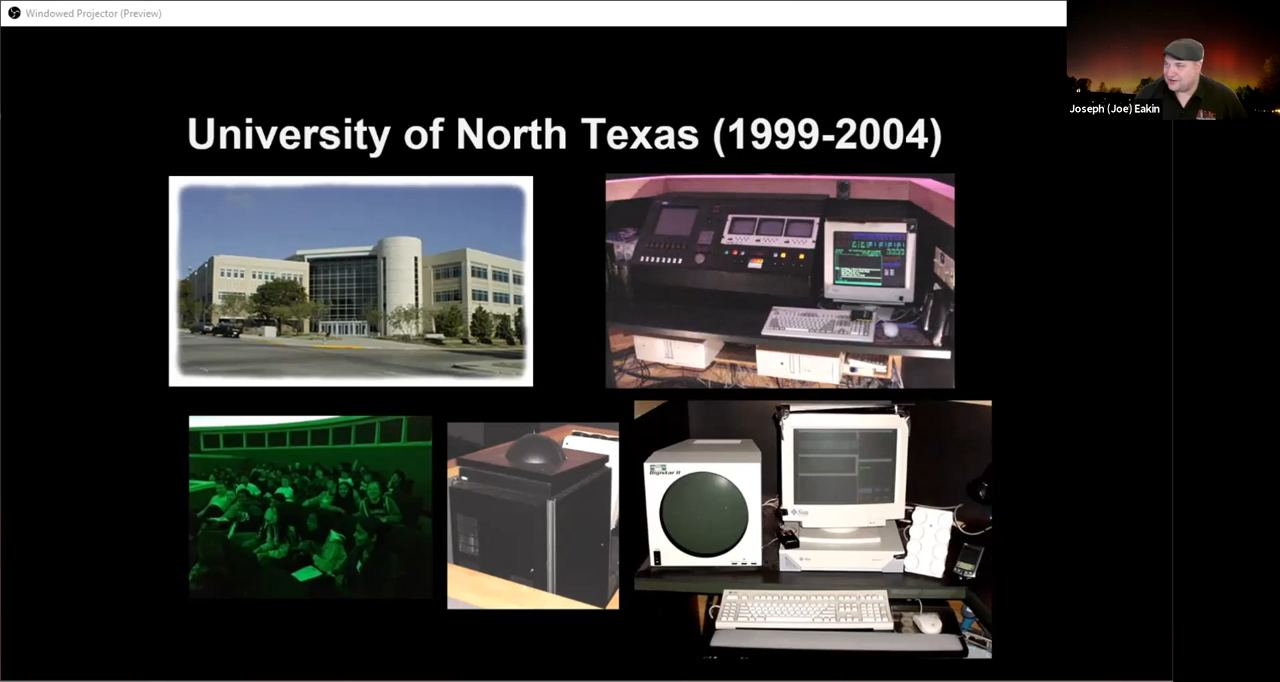 Windowed Projector (Preview)
Joseph (Joe) Eakin
University of North Texas (1999-2004)
Digistar II